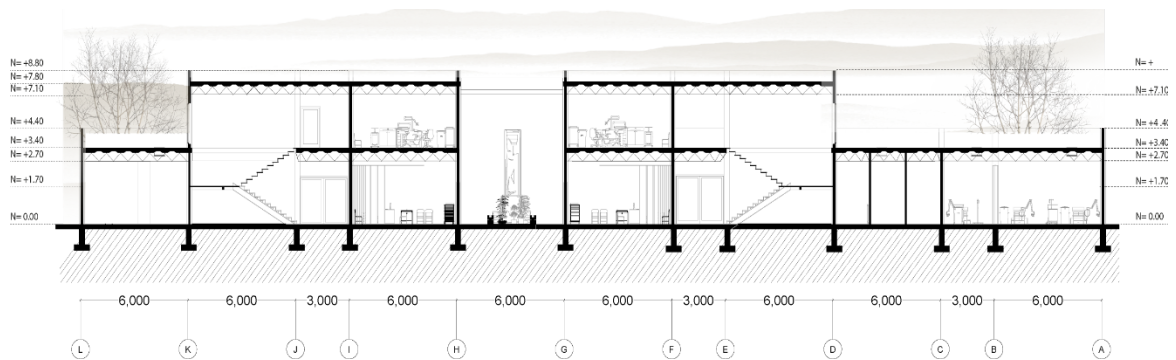 N= +8.80
N= +7.80
N= +7.10
N= +4.40
N= +3.40
N= +2.70
N= +1.70
N= 0.00
N= +
N= +7.10
N= +4.40
N= +3.40
N= +2.70
N= +1.70
N= 0.00
6,000 6,000 3,000 6,000 6,000 6,000 3,000 6,000 6,000 3,000 6,000
L K J I H G F E D C B A